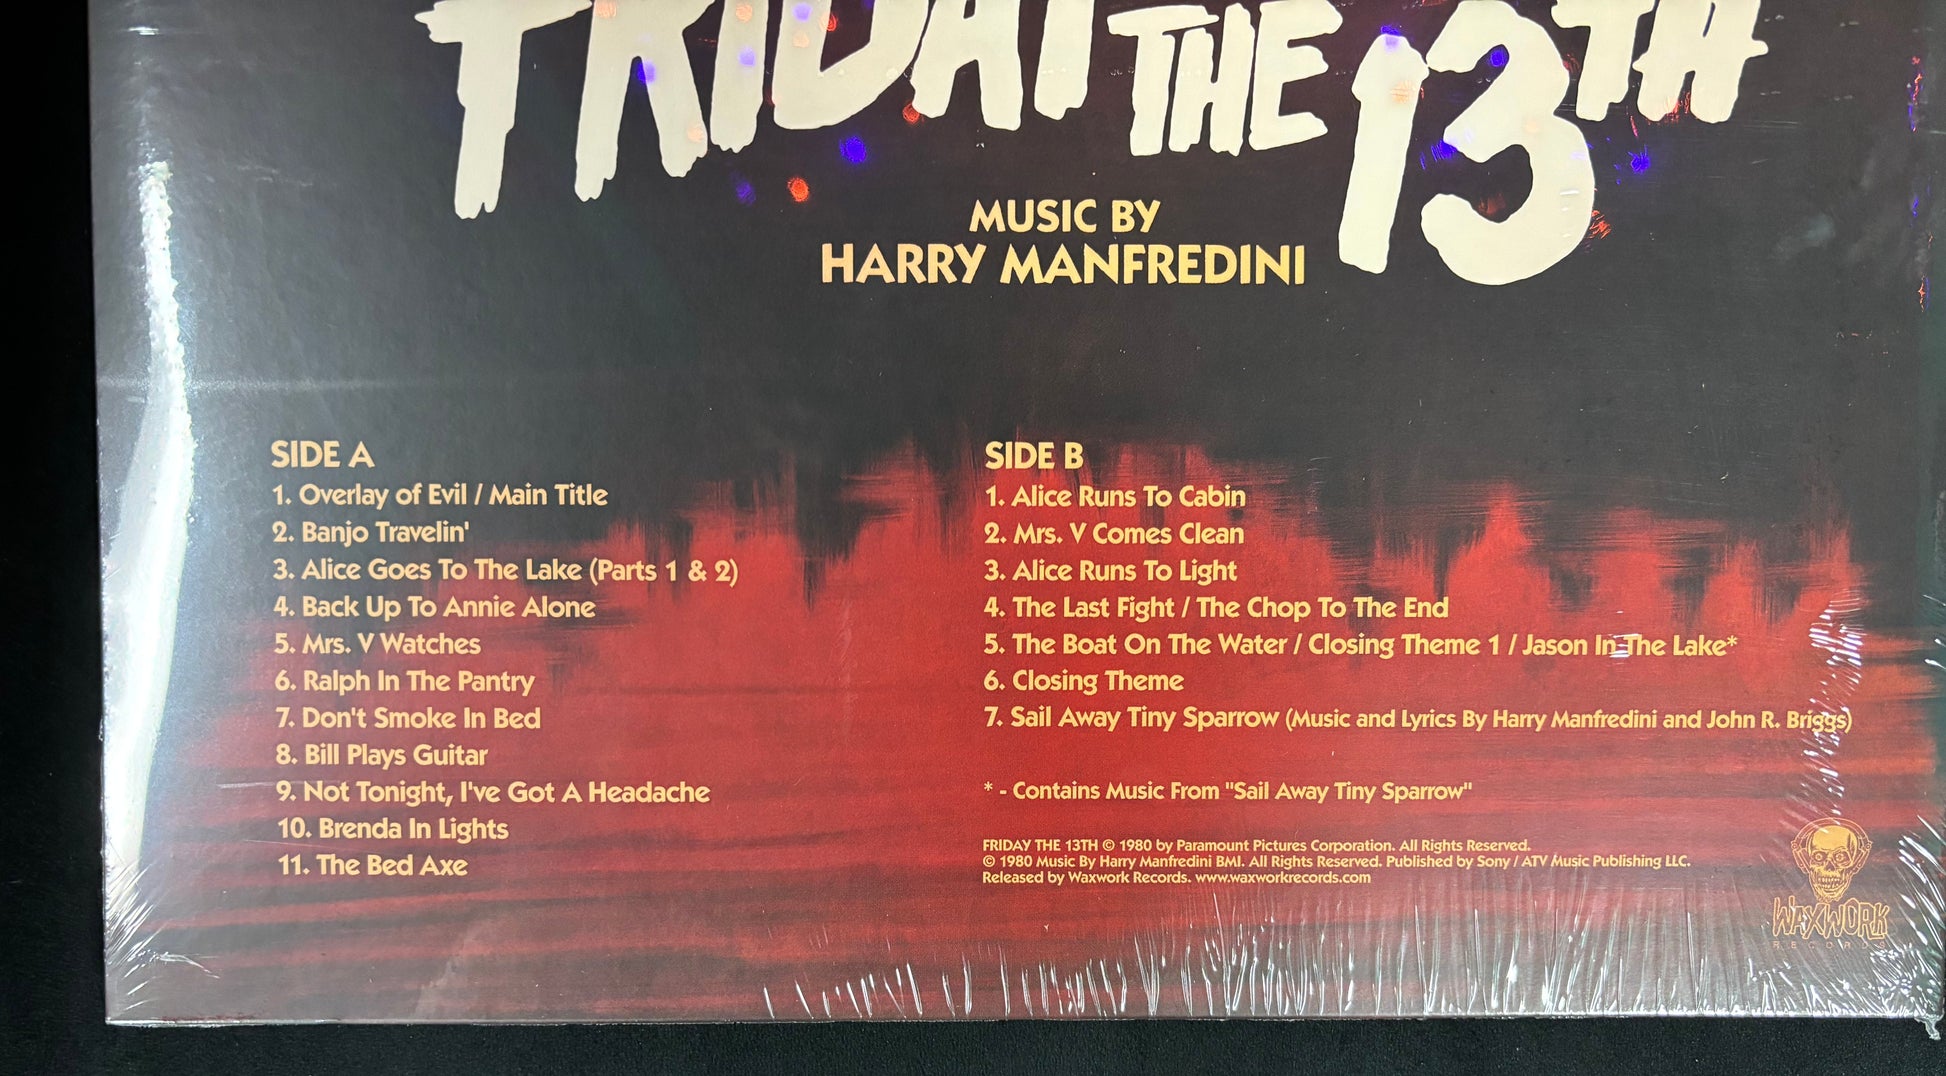 FRIDAY THE 13TH
MUSIC BY
HARRY MANFREDINI
SIDE A
1. Overlay of Evil / Main Title
2. Banjo Travelin'
3. Alice Goes To The Lake (Parts 1 & 2)
4. Back Up To Annie Alone
5. Mrs. V Watches
6. Ralph In The Pantry
7. Don't Smoke In Bed
8. Bill Plays Guitar
9. Not Tonight, I've Got A Headache
10. Brenda In Lights
11. The Bed Axe
SIDE B
1. Alice Runs To Cabin
2. Mrs. V Comes Clean
3. Alice Runs To Light
4. The Last Fight / The Chop To The End
5. The Boat On The Water / Closing Theme 1 / Jason In The Lake*
6. Closing Theme
7. Sail Away Tiny Sparrow (Music and Lyrics By Harry Manfredini and John R. Briggs)
* - Contains Music From "Sail Away Tiny Sparrow"
FRIDAY THE 13TH © 1980 by Paramount Pictures Corporation. All Rights Reserved.
© 1980 Music By Harry Manfredini BMI. All Rights Reserved. Published by Sony / ATV Music Publishing LLC.
Released by Waxwork Records. www.waxworkrecords.com
WAXWORK
RECORDS